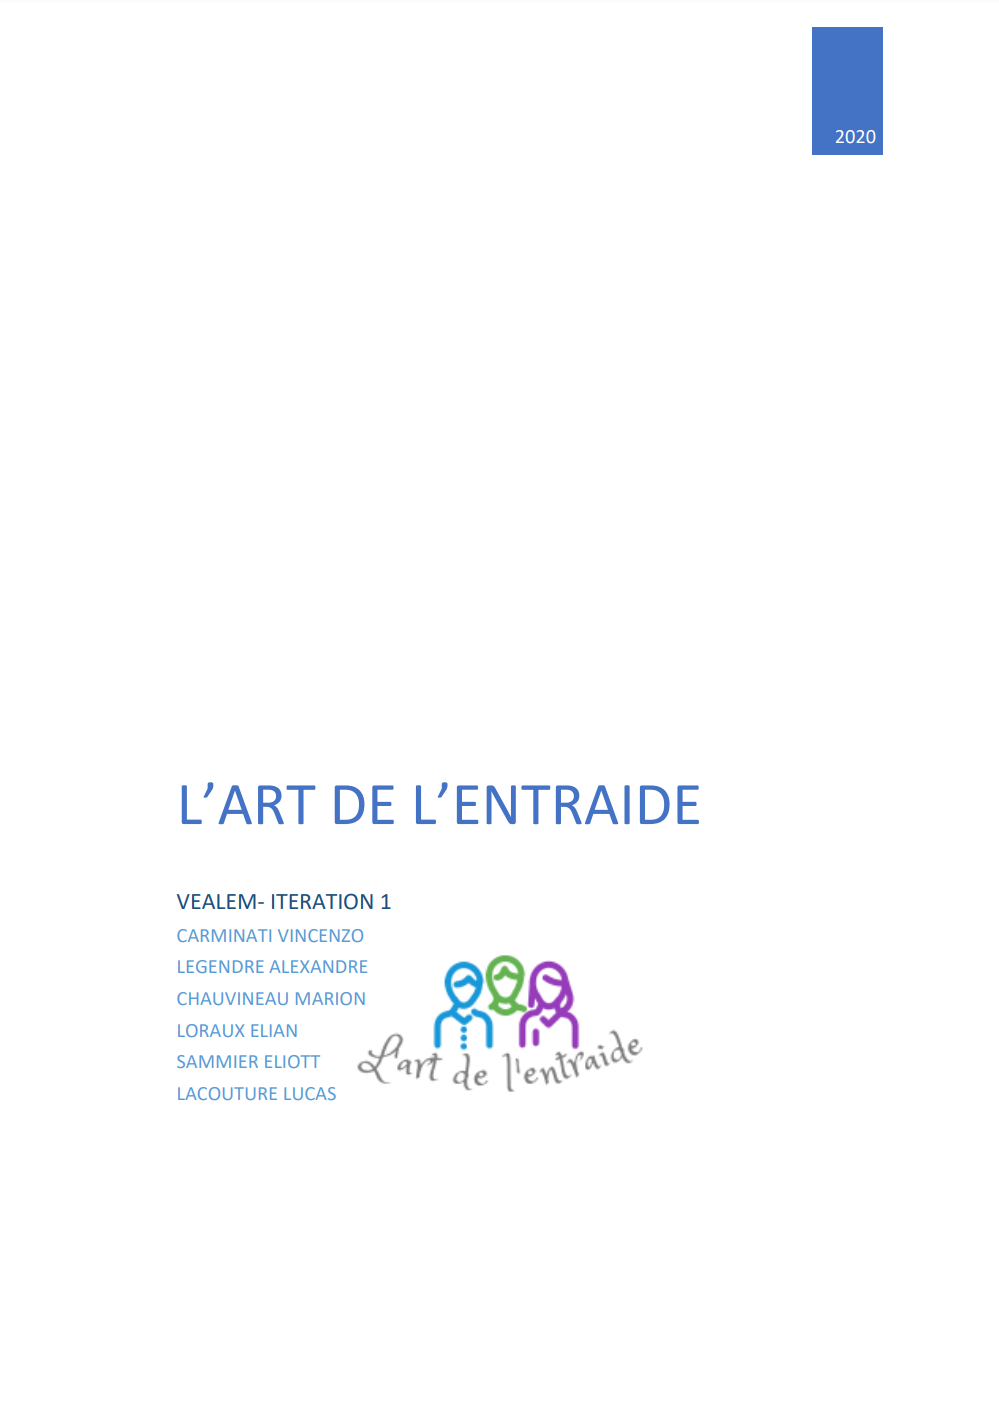 2020
L’ART DE L’ENTRAIDE
VEALEM- ITERATION 1
CARMINATI VINCENZO
LEGENDRE ALEXANDRE
CHAUVINEAU MARION
LORAUX ELIAN
SAMMIER ELIOTT
LACOUTURE LUCAS
L'art de l'entraide